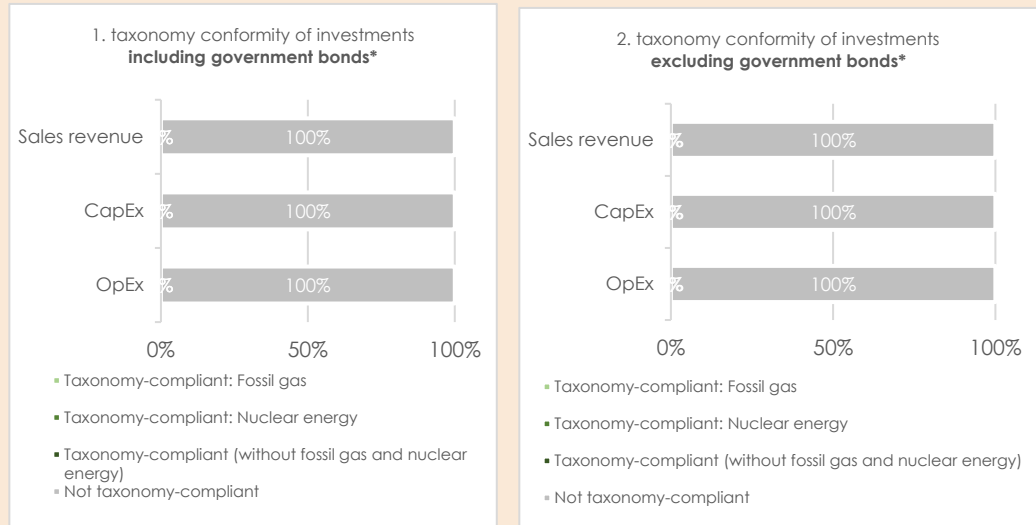 1. taxonomy conformity of investments
including government bonds*
Sales revenue
%
100%
CapEx
%
100%
OpEx
%
100%
0%
50%
100%
Taxonomy-compliant: Fossil gas
Taxonomy-compliant: Nuclear energy
Taxonomy-compliant (without fossil gas and nuclear
energy)
Not taxonomy-compliant
2. taxonomy conformity of investments
excluding government bonds*
Sales revenue
%
100%
CapEx
%
100%
OpEx
%
100%
0%
50%
100%
Taxonomy-compliant: Fossil gas
Taxonomy-compliant: Nuclear energy
Taxonomy-compliant (without fossil gas and nuclear energy)
Not taxonomy-compliant